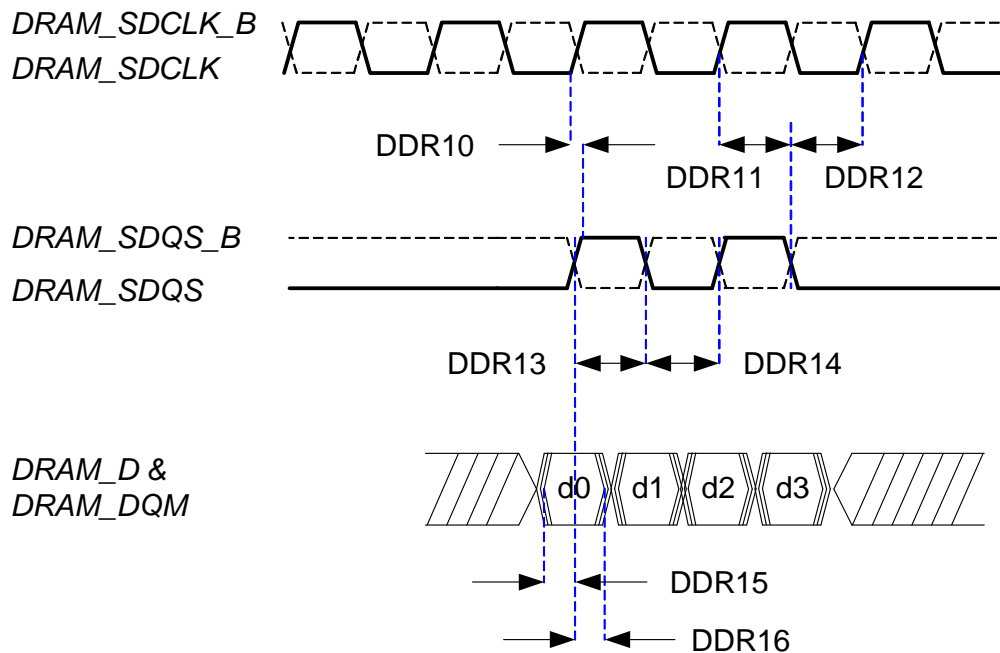 DRAM_SDCLK_B
DRAM_SDCLK
DDR10
DDR11
DDR12
DRAM_SDQS_B
DRAM_SDQS
DDR13
DDR14
DRAM_D &
DRAM_DQM
d0
d1
d2
d3
DDR15
DDR16